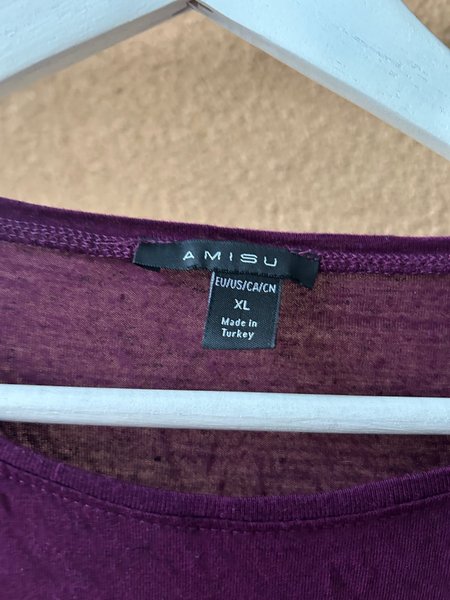 AMISU
EU/US/CA/CN
XL
Made in
Turkey